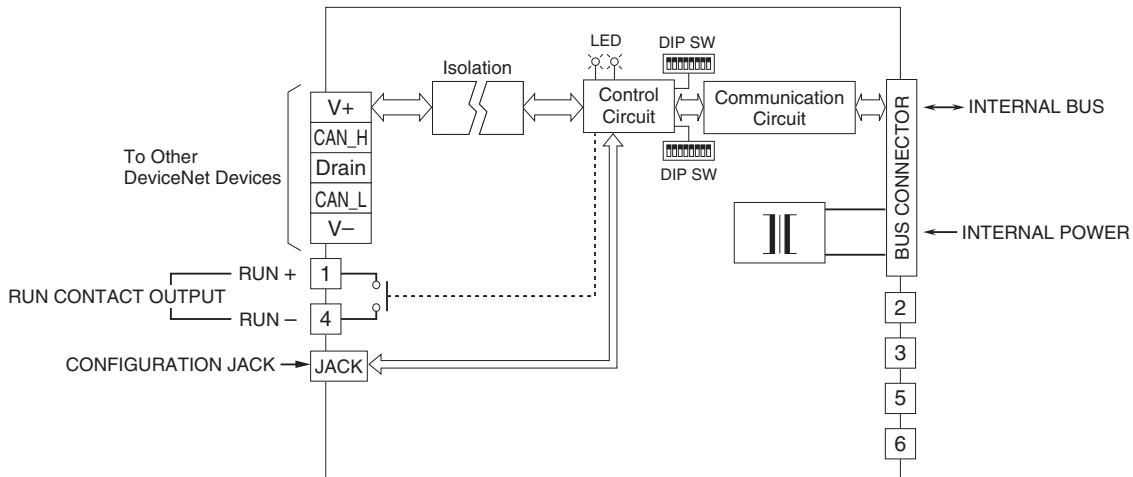 LED
DIP SW
Isolation
Control
Circuit
Communication
Circuit
DIP SW
BUS CONNECTOR
INTERNAL BUS
INTERNAL POWER
To Other
DeviceNet Devices
V+
CAN_H
Drain
CAN_L
V–
RUN CONTACT OUTPUT
RUN +
1
RUN –
4
CONFIGURATION JACK
JACK
2
3
5
6